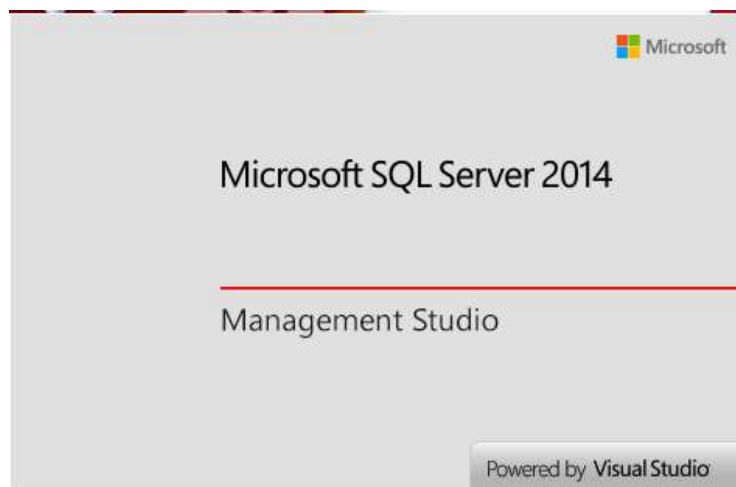 Microsoft
Microsoft SQL Server 2014
Management Studio
Powered by Visual Studio